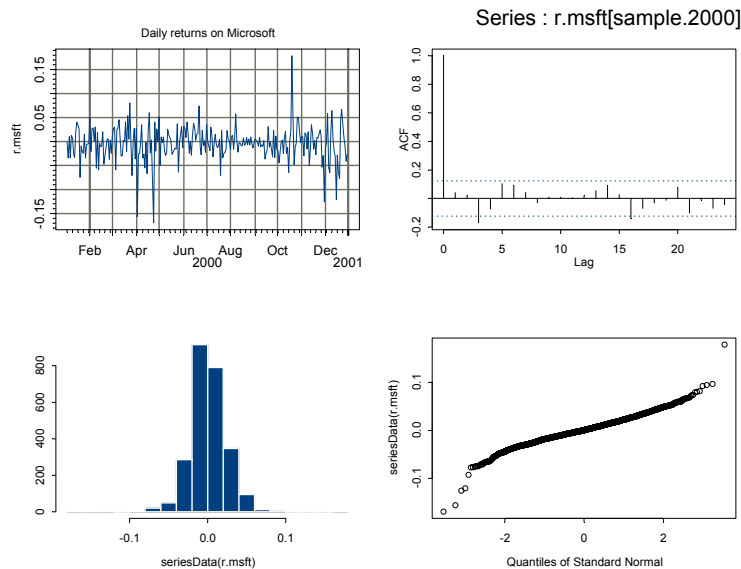 Series : r.msft[sample.2000]
Daily returns on Microsoft
r.msft
-0.15 0.05 0.15
Feb Apr Jun Aug Oct Dec
2000 2001
ACF
-0.2 0.2 0.4 0.6 0.8 1.0
0 5 10 15 20
Lag
0 200 400 600 800
-0.1 0.0 0.1
seriesData(r.msft)
seriesData(r.msft)
-0.1 0.0 0.1
-2 0 2
Quantiles of Standard Normal